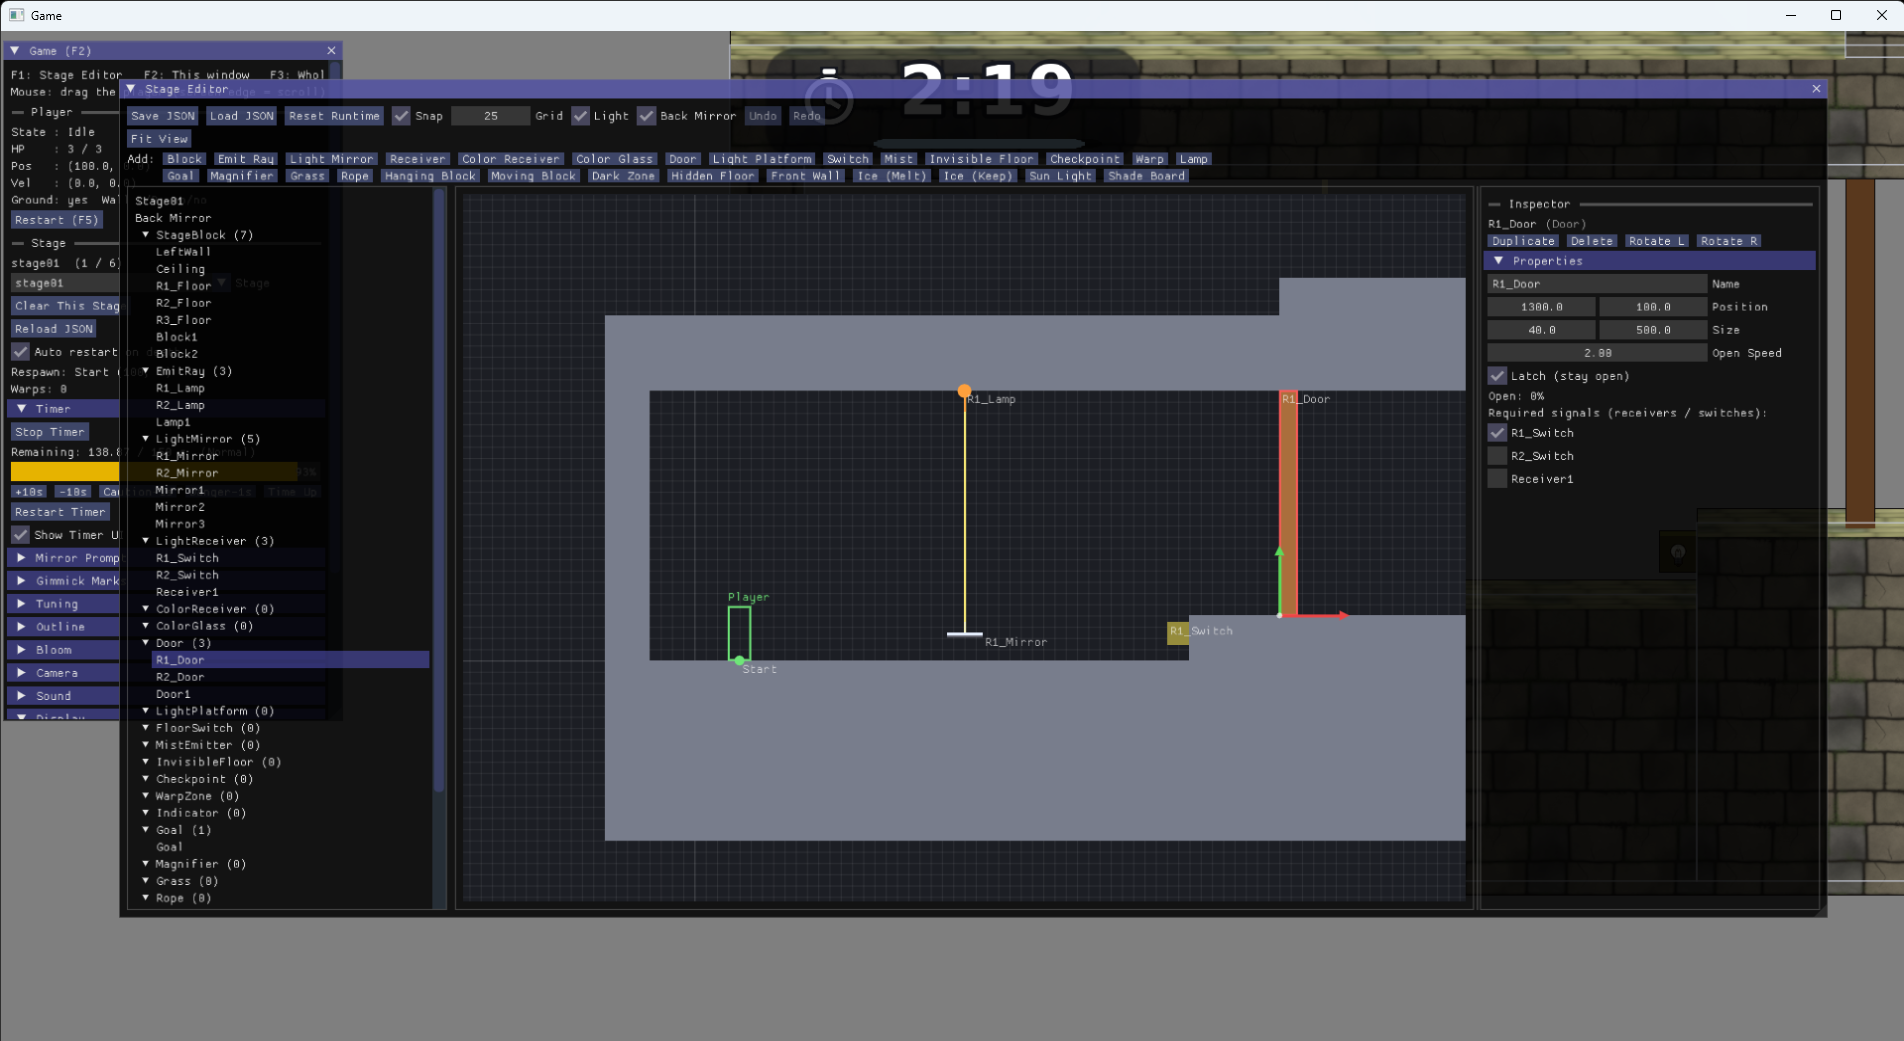 Game
Game (F2)
F1: Stage Editor F2: This window F3: Whol
Mouse: drag the
Player
State : Idle
HP : 3 / 3
Pos : (100.0,
Vel : (0.0, 0.0
Ground: yes
Restart (F5)
Stage
stage01 (1 / 6)
stage01
Stage
Clear This Stag
Reload JSON
Auto restart on
Respawn: Start
Warps: 0
Timer
Stop Timer
Remaining: 138.
+10s -10s
Restart Timer
Show Timer U
Mirror Promp
Gimmick Mark
Tuning
Outline
Bloom
Camera
Sound
Display
2:19
Stage Editor
Save JSON Load JSON Reset Runtime Snap 25 Grid Light Back Mirror Undo Redo
Fit View
Add: Block Emit Ray Light Mirror Receiver Color Receiver Color Glass Door Light Platform Switch Mist Invisible Floor Checkpoint Warp Lamp
Goal Magnifier Grass Rope Hanging Block Moving Block Dark Zone Hidden Floor Front Wall Ice (Melt) Ice (Keep) Sun Light Shade Board
Stage01
Back Mirror
StageBlock (7)
LeftWall
Ceiling
R1_Floor
R2_Floor
R3_Floor
Block1
Block2
EmitRay (3)
R1_Lamp
R2_Lamp
Lamp1
LightMirror (5)
R1_Mirror
R2_Mirror
Mirror1
Mirror2
Mirror3
LightReceiver (3)
R1_Switch
R2_Switch
Receiver1
ColorReceiver (0)
ColorGlass (0)
Door (3)
R1_Door
R2_Door
Door1
LightPlatform (0)
FloorSwitch (0)
MistEmitter (0)
InvisibleFloor (0)
Checkpoint (0)
WarpZone (0)
Indicator (0)
Goal (1)
Goal
Magnifier (0)
Grass (0)
Rope (0)
R1_Lamp
R1_Door
Player
R1_Switch
R1_Mirror
Start
Inspector
R1_Door (Door)
Duplicate Delete Rotate L Rotate R
Properties
R1_Door Name
1300.0 100.0 Position
40.0 500.0 Size
2.00 Open Speed
Latch (stay open)
Open: 0%
Required signals (receivers / switches):
R1_Switch
R2_Switch
Receiver1